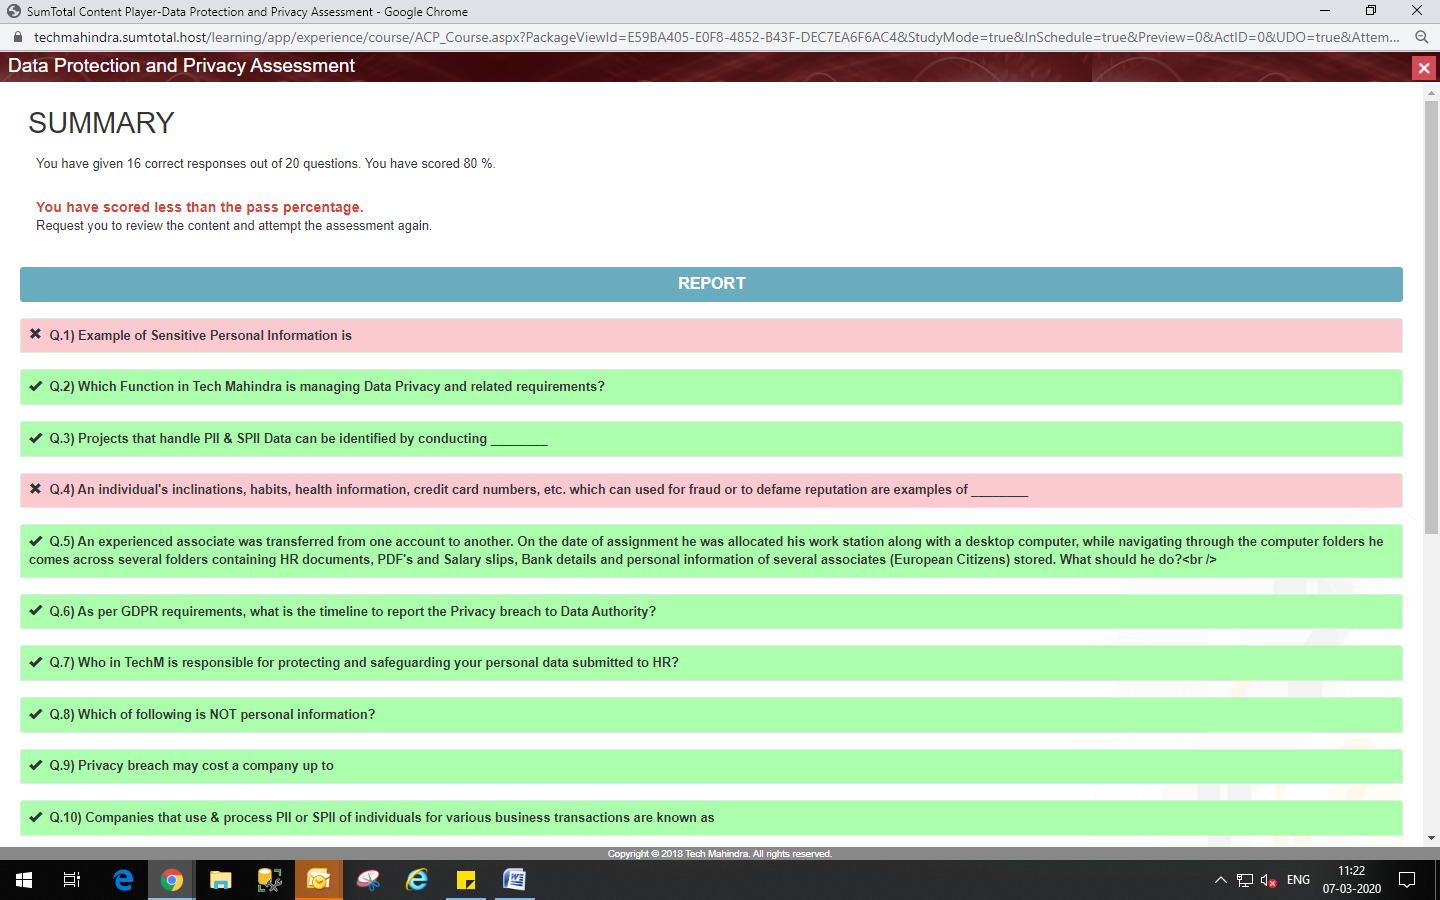 SumTotal Content Player-Data Protection and Privacy Assessment - Google Chrome
techmahindra.sumtotal.host/learning/app/experience/course/ACP_Course.aspx?PackageViewId=E59BA405-E0F8-4852-B43F-DEC7EA6F6AC4&StudyMode=true&InSchedule=true&Preview=0&ActID=0&UDO=true&Attem...
Data Protection and Privacy Assessment
SUMMARY
You have given 16 correct responses out of 20 questions. You have scored 80 %.
You have scored less than the pass percentage.
Request you to review the content and attempt the assessment again.
REPORT
Q.1) Example of Sensitive Personal Information is
Q.2) Which Function in Tech Mahindra is managing Data Privacy and related requirements?
Q.3) Projects that handle PII & SPII Data can be identified by conducting ________
Q.4) An individual's inclinations, habits, health information, credit card numbers, etc. which can used for fraud or to defame reputation are examples of ________
Q.5) An experienced associate was transferred from one account to another. On the date of assignment he was allocated his work station along with a desktop computer, while navigating through the computer folders he
comes across several folders containing HR documents, PDF's and Salary slips, Bank details and personal information of several associates (European Citizens) stored. What should he do?<br />
Q.6) As per GDPR requirements, what is the timeline to report the Privacy breach to Data Authority?
Q.7) Who in TechM is responsible for protecting and safeguarding your personal data submitted to HR?
Q.8) Which of following is NOT personal information?
Q.9) Privacy breach may cost a company up to
Q.10) Companies that use & process PII or SPII of individuals for various business transactions are known as
Copyright © 2018 Tech Mahindra. All rights reserved.
ENG
11:22
07-03-2020